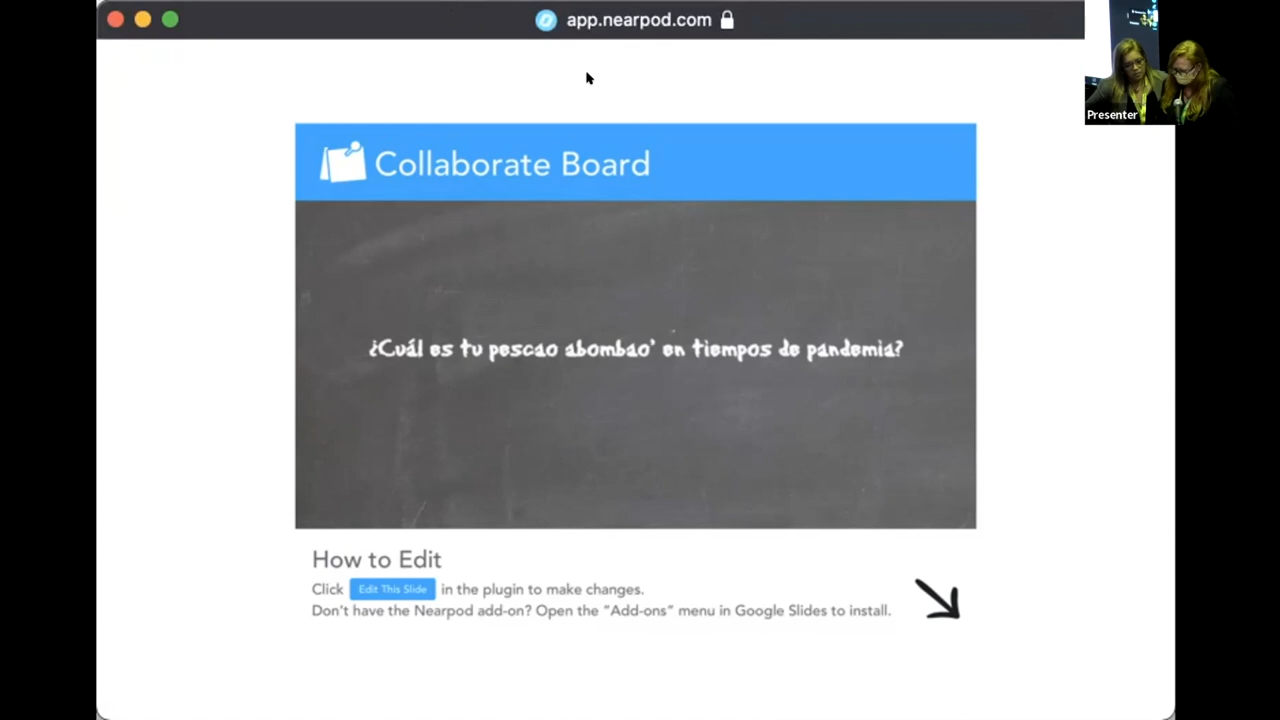 app.nearpod.com
Presenter
Collaborate Board
¿Cuál es tu pescao abombao' en tiempos de pandemia?
How to Edit
Click Edit This Slide in the plugin to make changes.
Don't have the Nearpod add-on? Open the "Add-ons" menu in Google Slides to install.